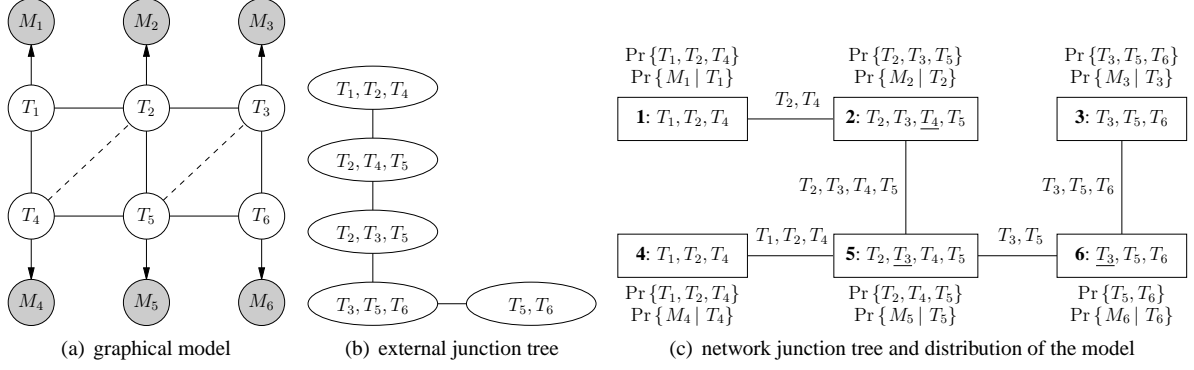 M₁ M₂ M₃
T₁ T₂ T₃
T₄ T₅ T₆
M₄ M₅ M₆
(a) graphical model
T₁, T₂, T₄
T₂, T₄, T₅
T₂, T₃, T₅
T₃, T₅, T₆ T₅, T₆
(b) external junction tree
Pr {T₁, T₂, T₄} Pr {T₂, T₃, T₅} Pr {T₃, T₅, T₆}
Pr {M₁ | T₁} Pr {M₂ | T₂} Pr {M₃ | T₃}
1: T₁, T₂, T₄ T₂, T₄ 2: T₂, T₃, T₄, T₅ 3: T₃, T₅, T₆
T₂, T₃, T₄, T₅ T₃, T₅, T₆
4: T₁, T₂, T₄ T₁, T₂, T₄ 5: T₂, T₃, T₄, T₅ T₃, T₅ 6: T₃, T₅, T₆
Pr {T₁, T₂, T₄} Pr {T₂, T₄, T₅} Pr {T₅, T₆}
Pr {M₄ | T₄} Pr {M₅ | T₅} Pr {M₆ | T₆}
(c) network junction tree and distribution of the model